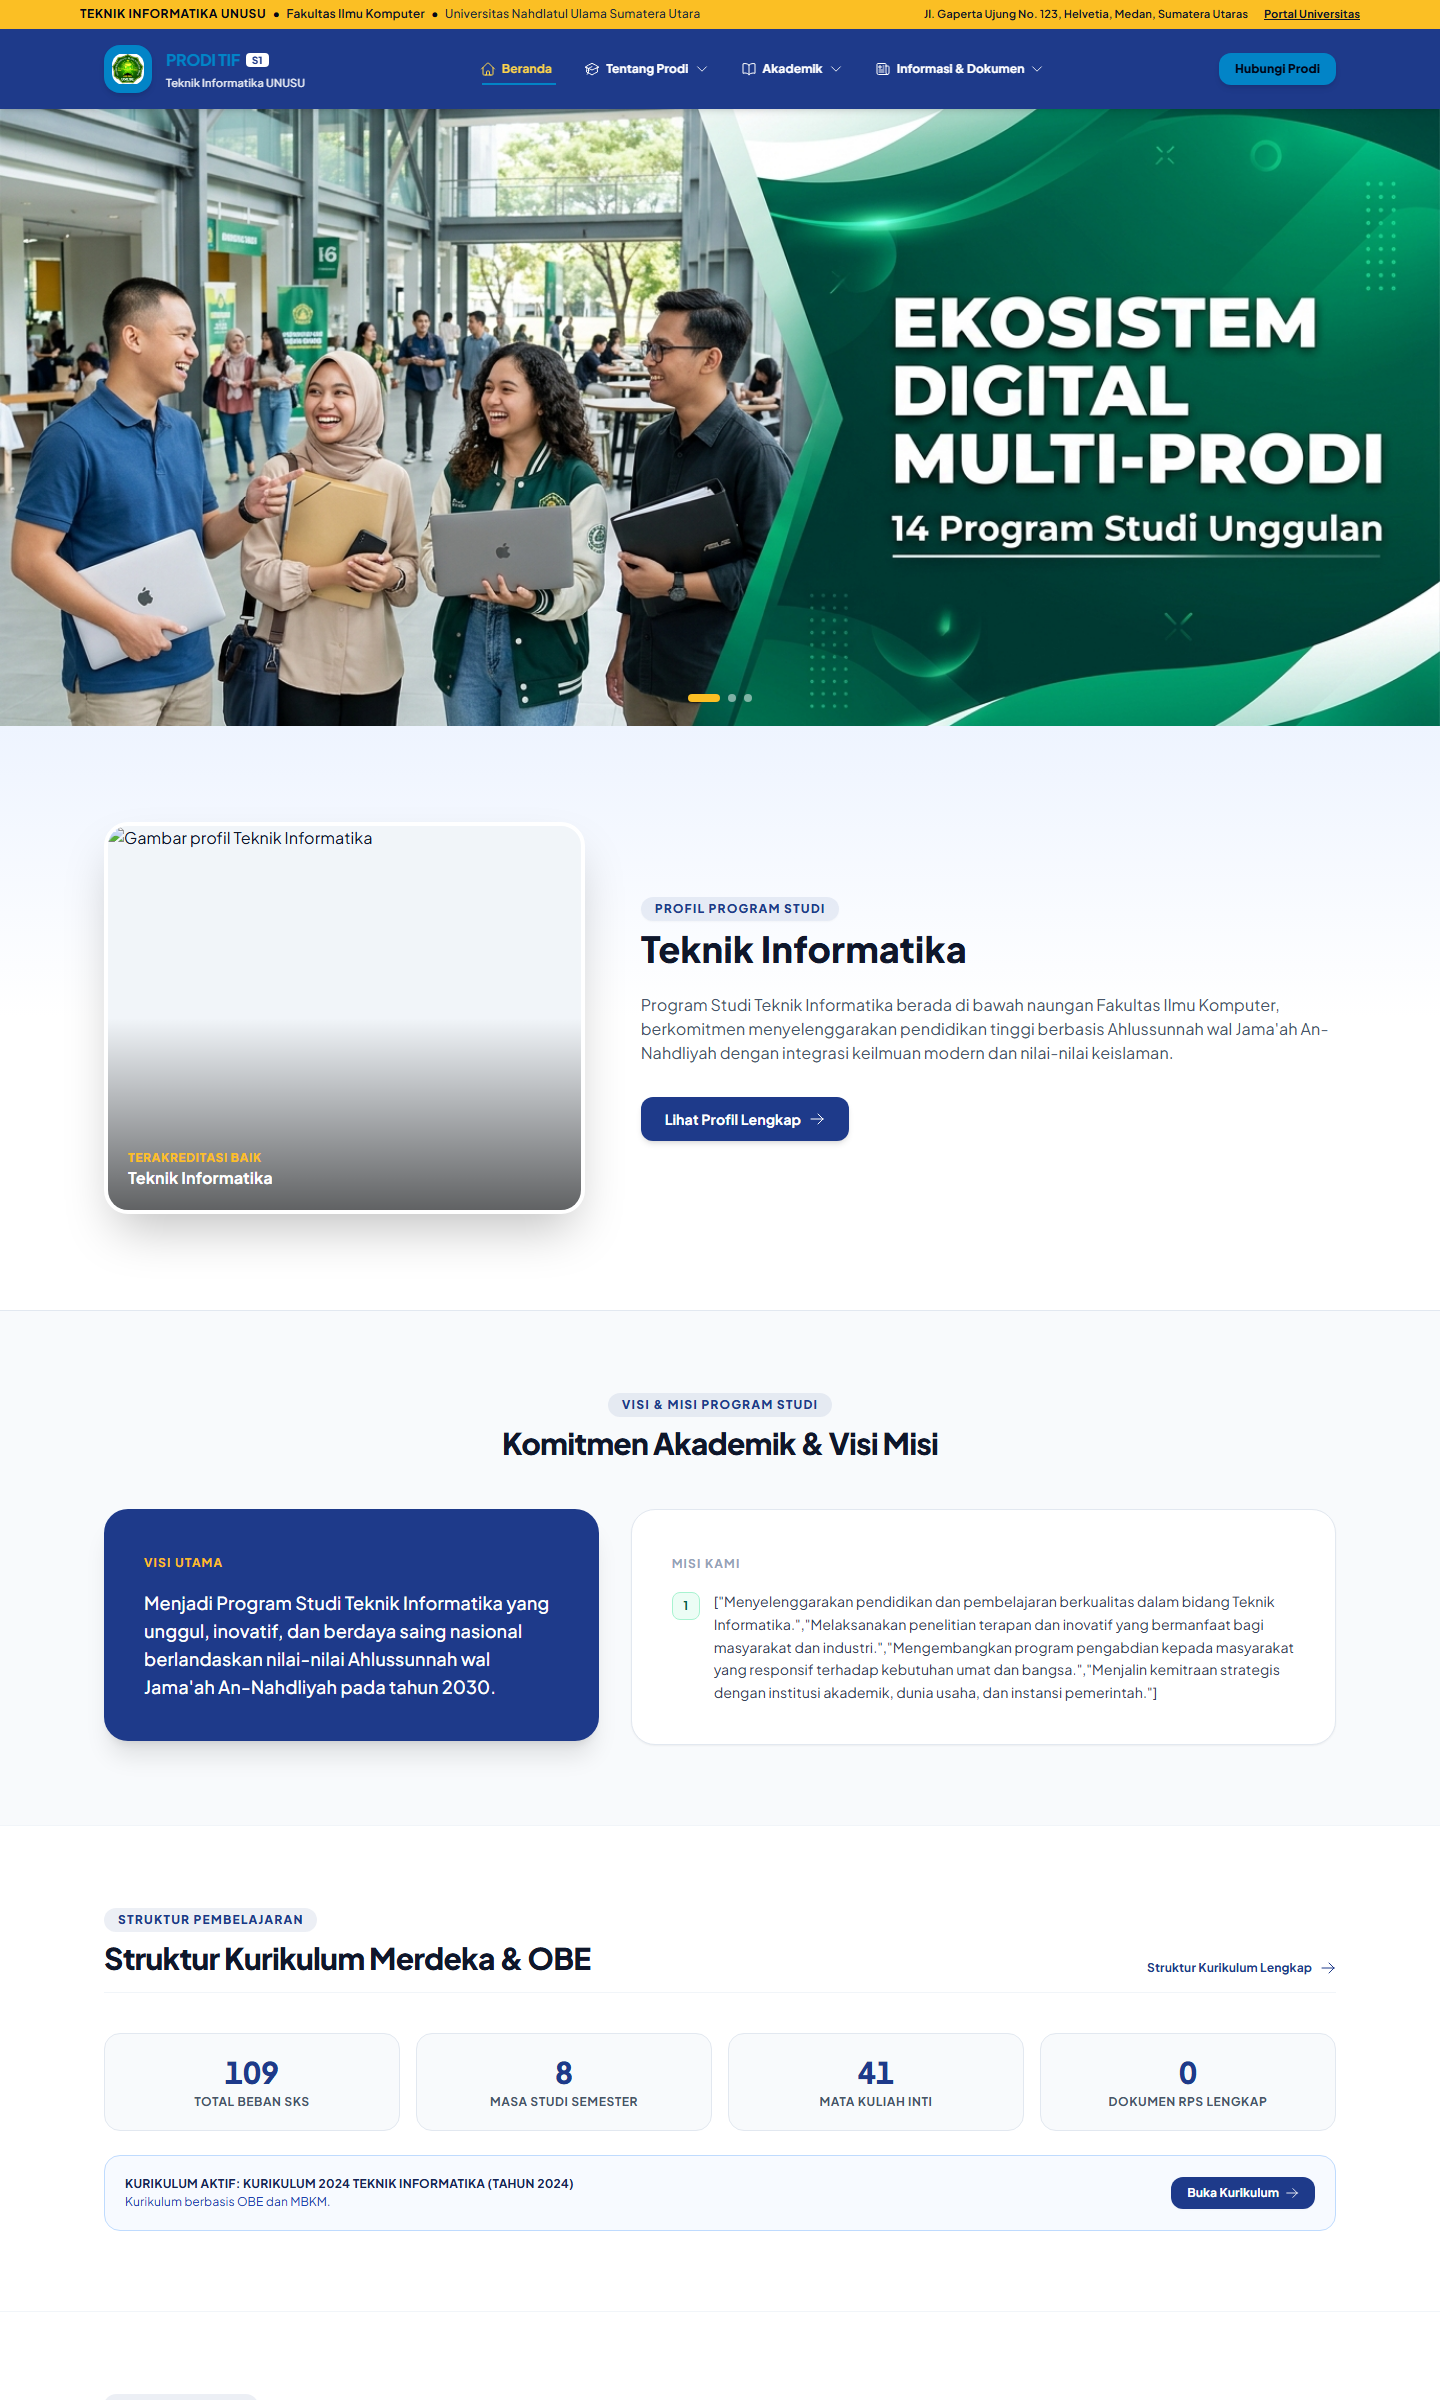 TEKNIK INFORMATIKA UNUSU • Fakultas Ilmu Komputer • Universitas Nahdlatul Ulama Sumatera Utara
Jl. Gaperta Ujung No. 123, Helvetia, Medan, Sumatera Utaras
Portal Universitas
PRODI TIF S1
Teknik Informatika UNUSU
Beranda
Tentang Prodi
Akademik
Informasi & Dokumen
Hubungi Prodi
EKOSISTEM
DIGITAL
MULTI-PRODI
14 Program Studi Unggulan
Gambar profil Teknik Informatika
TERAKREDITASI BAIK
Teknik Informatika
PROFIL PROGRAM STUDI
Teknik Informatika
Program Studi Teknik Informatika berada di bawah naungan Fakultas Ilmu Komputer,
berkomitmen menyelenggarakan pendidikan tinggi berbasis Ahlussunnah wal Jama'ah An-
Nahdliyah dengan integrasi keilmuan modern dan nilai-nilai keislaman.
Lihat Profil Lengkap
VISI & MISI PROGRAM STUDI
Komitmen Akademik & Visi Misi
VISI UTAMA
Menjadi Program Studi Teknik Informatika yang
unggul, inovatif, dan berdaya saing nasional
berlandaskan nilai-nilai Ahlussunnah wal
Jama'ah An-Nahdliyah pada tahun 2030.
MISI KAMI
1
["Menyelenggarakan pendidikan dan pembelajaran berkualitas dalam bidang Teknik
Informatika.","Melaksanakan penelitian terapan dan inovatif yang bermanfaat bagi
masyarakat dan industri.","Mengembangkan program pengabdian kepada masyarakat
yang responsif terhadap kebutuhan umat dan bangsa.","Menjalin kemitraan strategis
dengan institusi akademik, dunia usaha, dan instansi pemerintah."]
STRUKTUR PEMBELAJARAN
Struktur Kurikulum Merdeka & OBE
Struktur Kurikulum Lengkap
109
TOTAL BEBAN SKS
8
MASA STUDI SEMESTER
41
MATA KULIAH INTI
0
DOKUMEN RPS LENGKAP
KURIKULUM AKTIF: KURIKULUM 2024 TEKNIK INFORMATIKA (TAHUN 2024)
Kurikulum berbasis OBE dan MBKM.
Buka Kurikulum